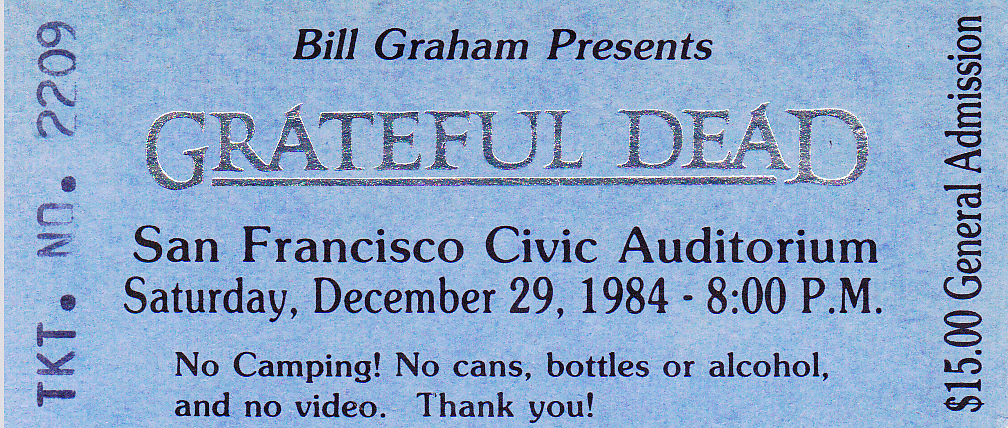 Bill Graham Presents
GRATEFUL DEAD
San Francisco Civic Auditorium
Saturday, December 29, 1984 - 8:00 P.M.
No Camping! No cans, bottles or alcohol,
and no video. Thank you!
TKT. NO. 2209
$15.00 General Admission